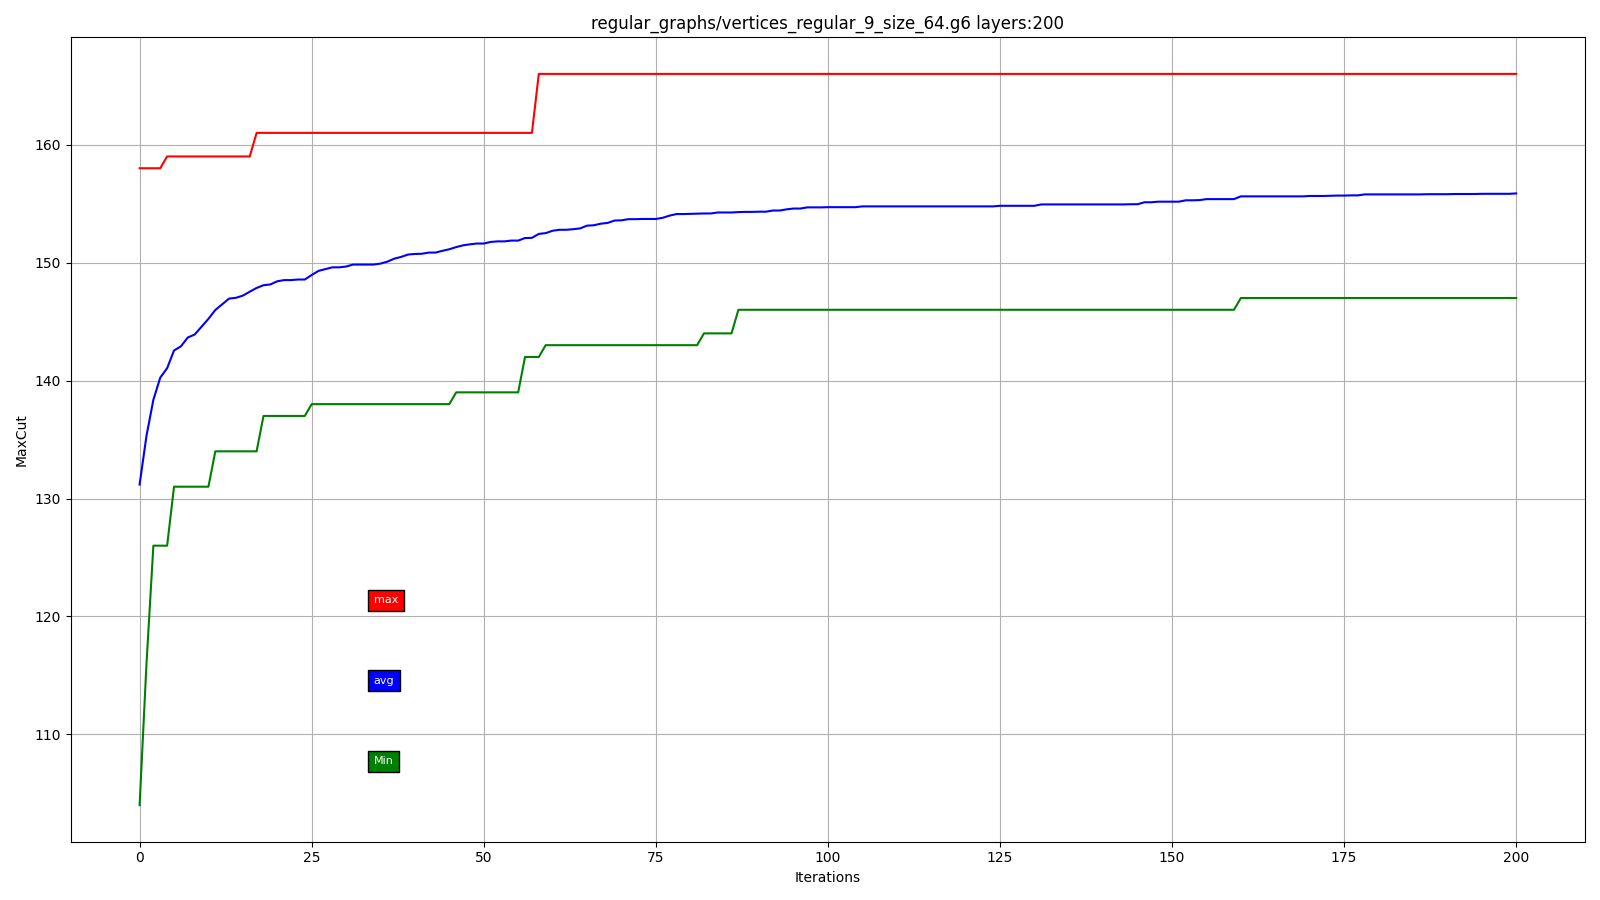 regular_graphs/vertices_regular_9_size_64.g6 layers:200
MaxCut
160
150
140
130
120
110
max
avg
Min
0 25 50 75 100 125 150 175 200
Iterations